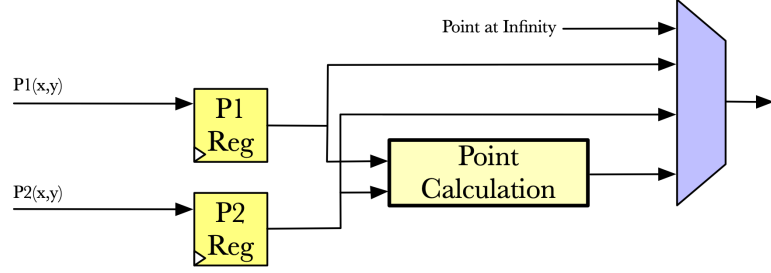 Point at Infinity
P1(x,y)
P1
Reg
Point
Calculation
P2(x,y)
P2
Reg